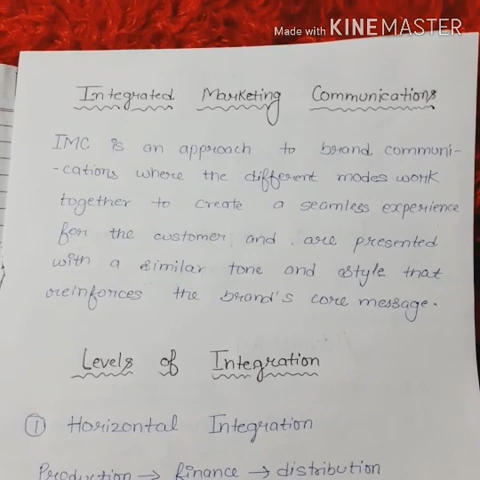 Made with KINEMASTER
Integrated Marketing Communications
IMC is an approach to brand communi-
-cations where the different modes work
together to create a seamless experience
for the customer and are presented
with a similar tone and style that
reinforces the brand's core message.
Levels of Integration
① Horizontal Integration
Production → finance → distribution